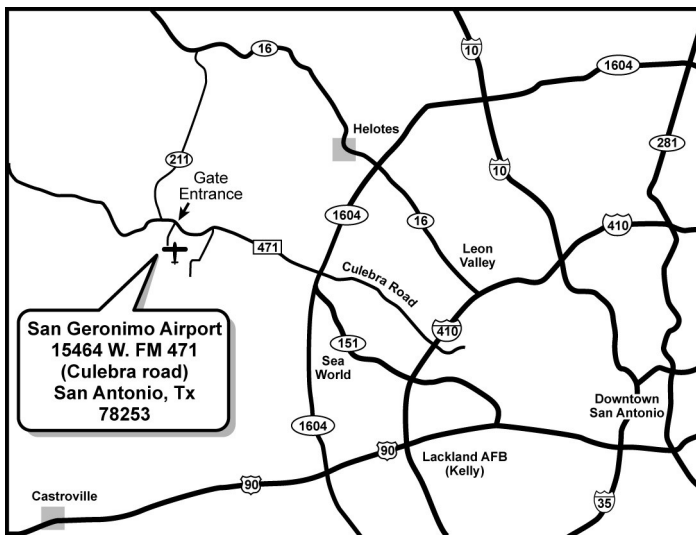 10
16
1604
Helotes
281
10
211
Gate
Entrance
1604
16
410
471
Leon
Valley
Culebra Road
San Geronimo Airport
15464 W. FM 471
(Culebra road)
San Antonio, Tx
78253
410
151
Sea
World
Downtown
San Antonio
1604
90
Lackland AFB
(Kelly)
90
Castroville
35